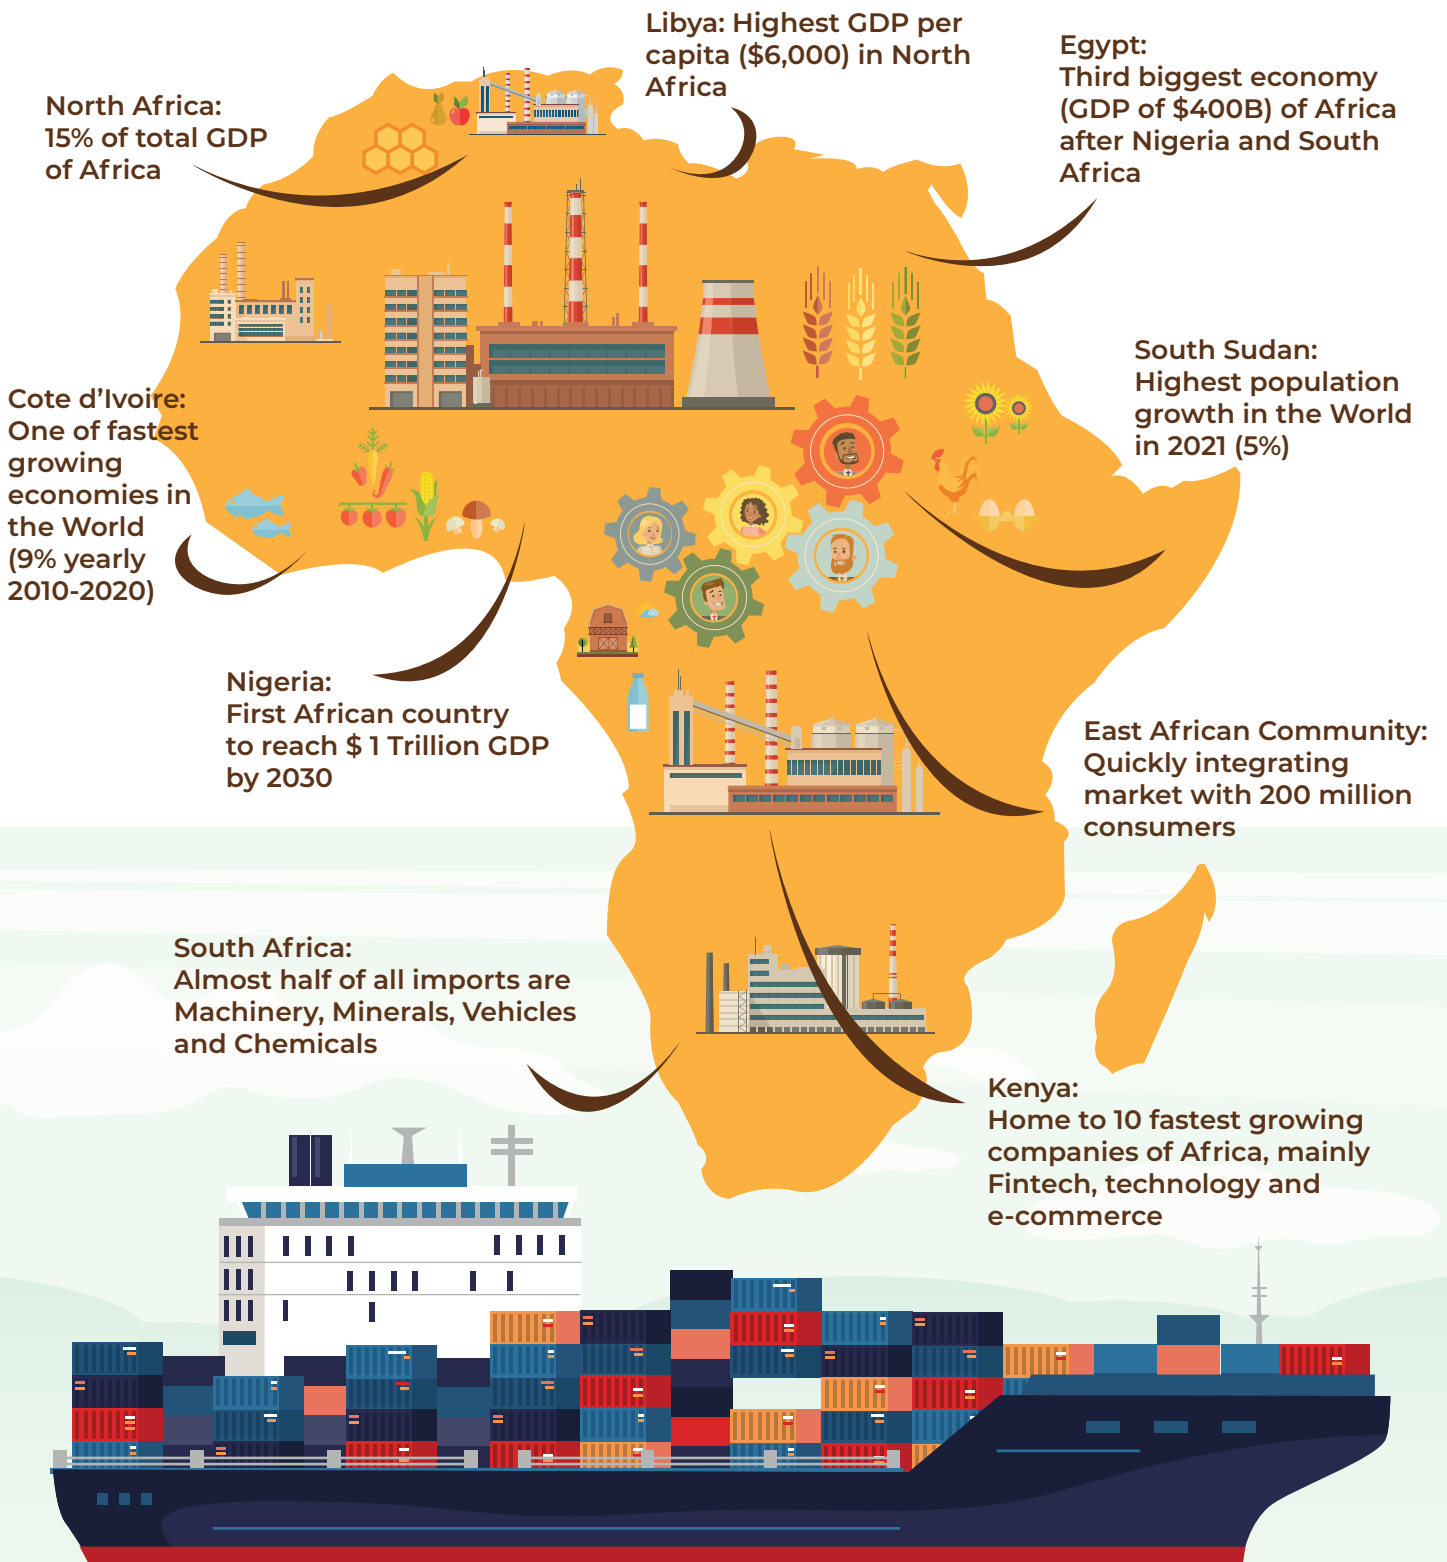 Libya: Highest GDP per
capita ($6,000) in North
Africa
Egypt:
Third biggest economy
(GDP of $400B) of Africa
after Nigeria and South
Africa
North Africa:
15% of total GDP
of Africa
South Sudan:
Highest population
growth in the World
in 2021 (5%)
Cote d’Ivoire:
One of fastest
growing
economies in
the World
(9% yearly
2010-2020)
Nigeria:
First African country
to reach $ 1 Trillion GDP
by 2030
East African Community:
Quickly integrating
market with 200 million
consumers
South Africa:
Almost half of all imports are
Machinery, Minerals, Vehicles
and Chemicals
Kenya:
Home to 10 fastest growing
companies of Africa, mainly
Fintech, technology and
e-commerce